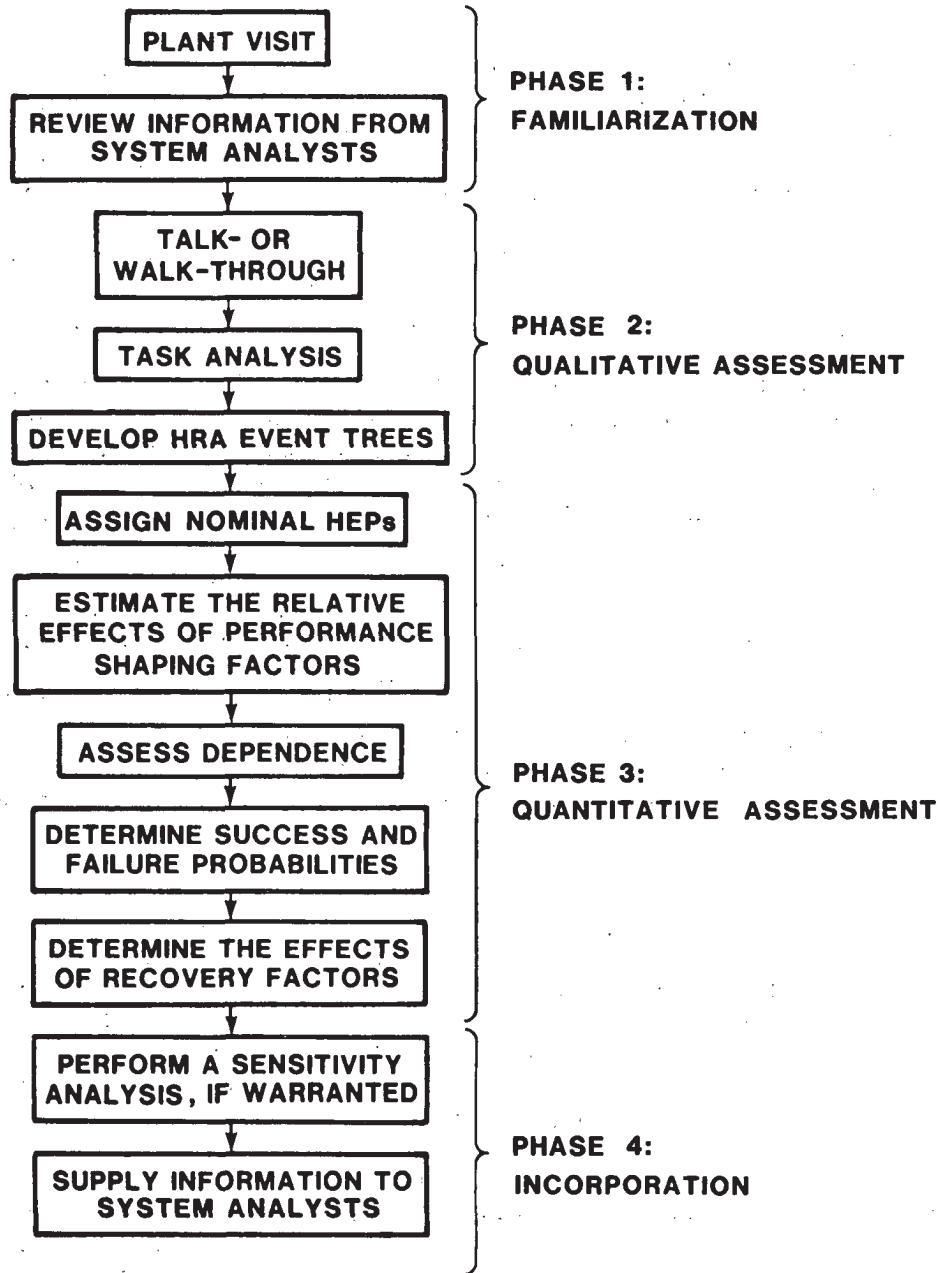 PLANT VISIT
REVIEW INFORMATION FROM
SYSTEM ANALYSTS
PHASE 1:
FAMILIARIZATION
TALK- OR
WALK-THROUGH
TASK ANALYSIS
DEVELOP HRA EVENT TREES
PHASE 2:
QUALITATIVE ASSESSMENT
ASSIGN NOMINAL HEPs
ESTIMATE THE RELATIVE
EFFECTS OF PERFORMANCE
SHAPING FACTORS
ASSESS DEPENDENCE
DETERMINE SUCCESS AND
FAILURE PROBABILITIES
DETERMINE THE EFFECTS
OF RECOVERY FACTORS
PHASE 3:
QUANTITATIVE ASSESSMENT
PERFORM A SENSITIVITY
ANALYSIS, IF WARRANTED
SUPPLY INFORMATION TO
SYSTEM ANALYSTS
PHASE 4:
INCORPORATION